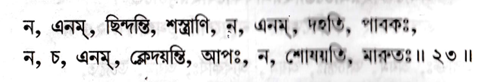 ন, এনম্, ছিন্দন্তি, শস্ত্রাণি, ন, এনম্, দহতি, পাবকঃ,
ন, চ, এনম্, ক্লেদয়ন্তি, আপঃ, ন, শোষয়তি, মারুতঃ॥ ২৩॥